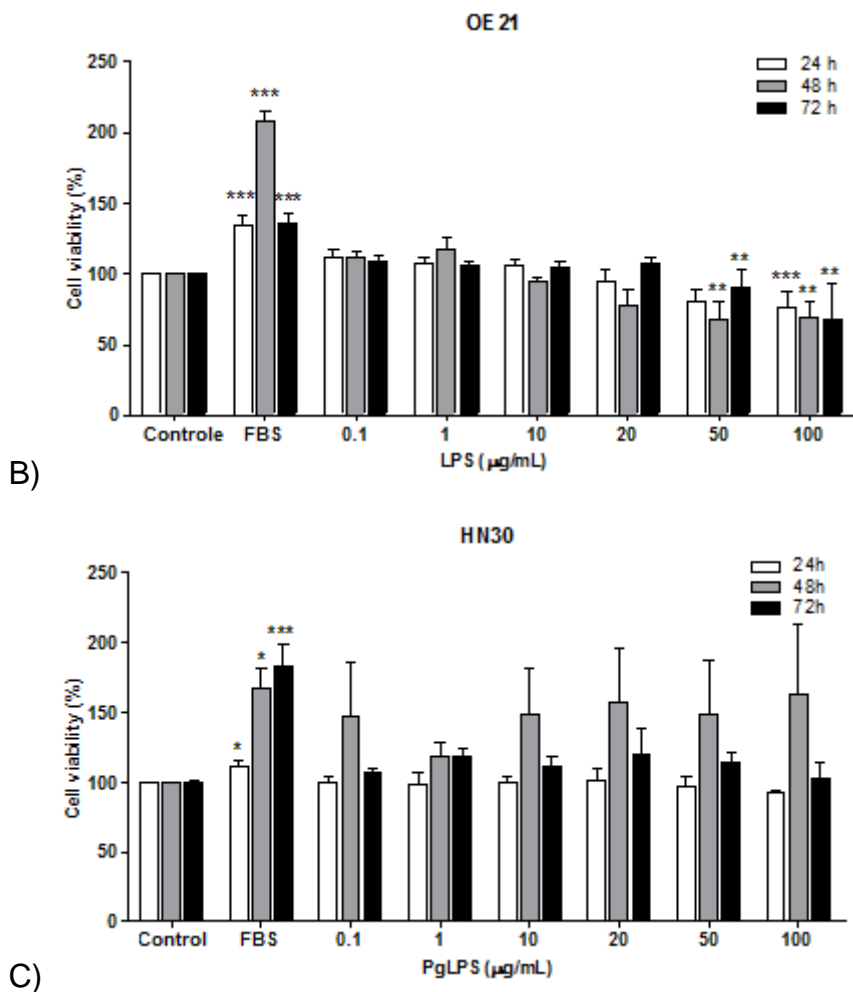 OE 21
250
200
150
100
50
0
Cell viability (%)
24 h
48 h
72 h
***
***
***
**
**
***
**
**
Controle FBS 0.1 1 10 20 50 100
LPS (µg/mL)
B)
HN30
250
200
150
100
50
0
Cell viability (%)
24h
48h
72h
*
*
***
Control FBS 0.1 1 10 20 50 100
PgLPS (µg/mL)
C)